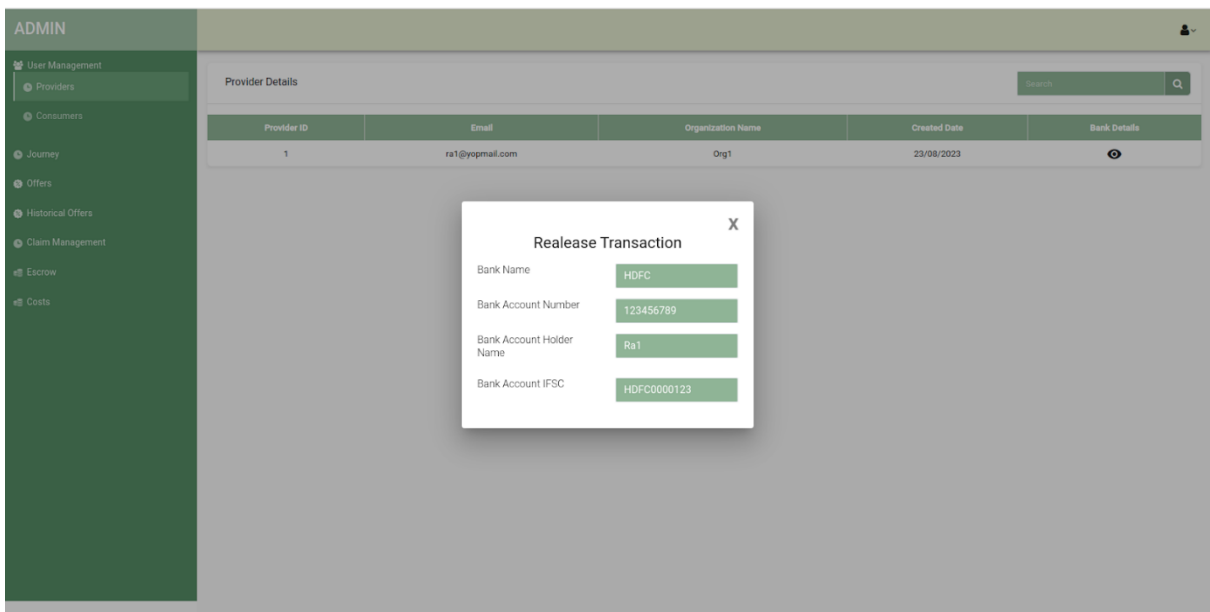 ADMIN
User Management
Providers
Consumers
Journey
Offers
Historical Offers
Claim Management
Escrow
Costs
Provider Details
Search
Provider ID Email Organization Name Created Date Bank Details
1 ra1@yopmail.com Org1 23/08/2023
X
Realease Transaction
Bank Name HDFC
Bank Account Number 123456789
Bank Account Holder
Name Ra1
Bank Account IFSC HDFC0000123